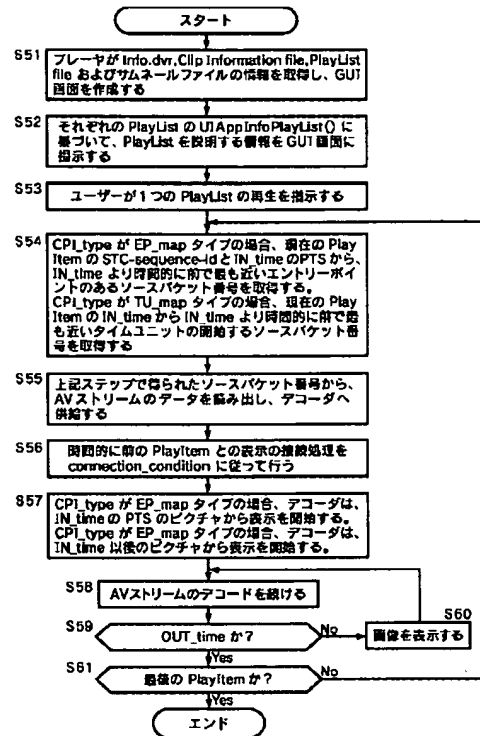 スタート
S51
プレーヤが Info.dvr,Clip Information file,PlayList
file およびサムネールファイルの情報を取得し、GUI
画面を作成する
S52
それぞれの PlayList の UIAppInfoPlayList() に
基づいて、PlayList を説明する情報を GUI 画面に
指示する
S53
ユーザーが1つの PlayList の再生を指示する
S54
CPI_type が EP_map タイプの場合、現在の Play
Item の STC-sequence-id と IN_time のPTSから、
IN_time より時間的に前で最も近いエントリーポイ
ントのあるソースパケット番号を取得する。
CPI_type が TU_map タイプの場合、現在の Play
Item の IN_time から IN_time より時間的に前で最
も近いタイムユニットの開始するソースパケット番
号を取得する
S55
上記ステップで得られたソースパケット番号から、
AVストリームのデータを読み出し、デコーダへ
供給する
S56
時間的に前の PlayItem との表示の接続処理を
connection_condition に従って行う
S57
CPI_type が EP_map タイプの場合、デコーダは、
IN_time の PTS のピクチャから表示を開始する。
CPI_type が EP_map タイプの場合、デコーダは、
IN_time 以後のピクチャから表示を開始する。
S58
AVストリームのデコードを続ける
S59
OUT_time か?
No
S60
画像を表示する
Yes
S61
最後の PlayItem か?
No
Yes
エンド